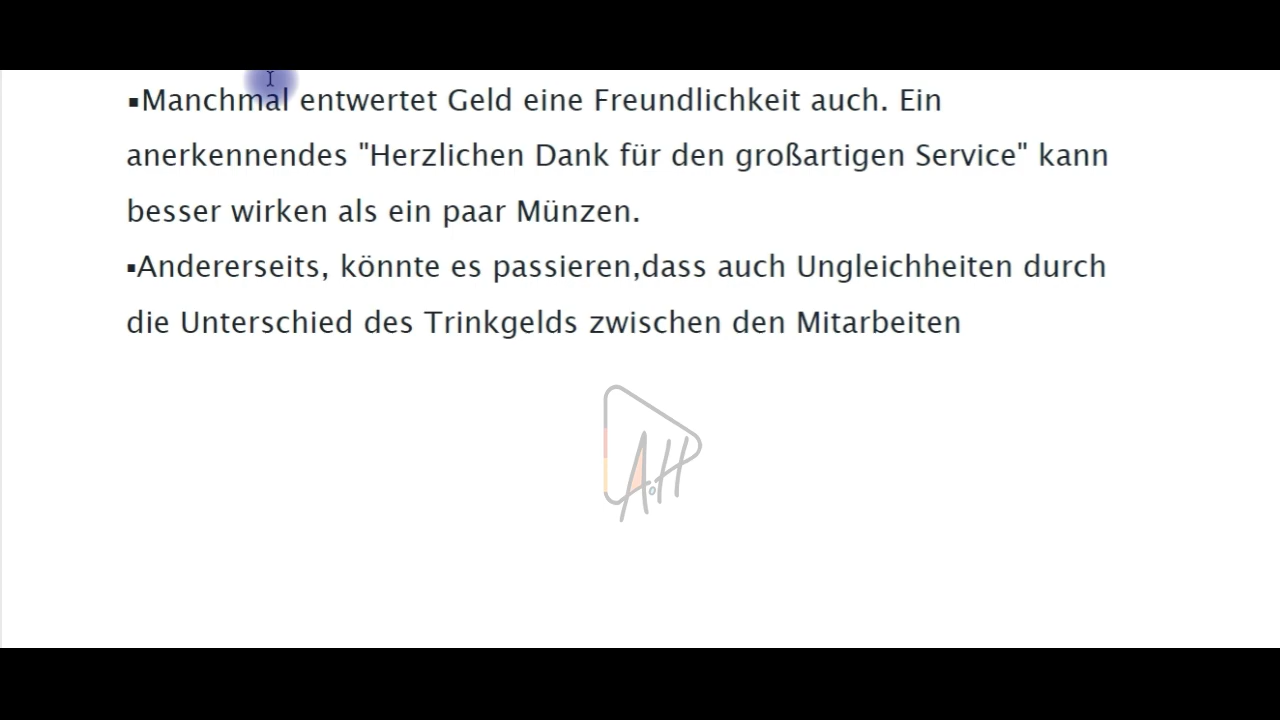 ▪Manchmal entwertet Geld eine Freundlichkeit auch. Ein
anerkennendes "Herzlichen Dank für den großartigen Service" kann
besser wirken als ein paar Münzen.
▪Andererseits, könnte es passieren,dass auch Ungleichheiten durch
die Unterschied des Trinkgelds zwischen den Mitarbeiten
A.H